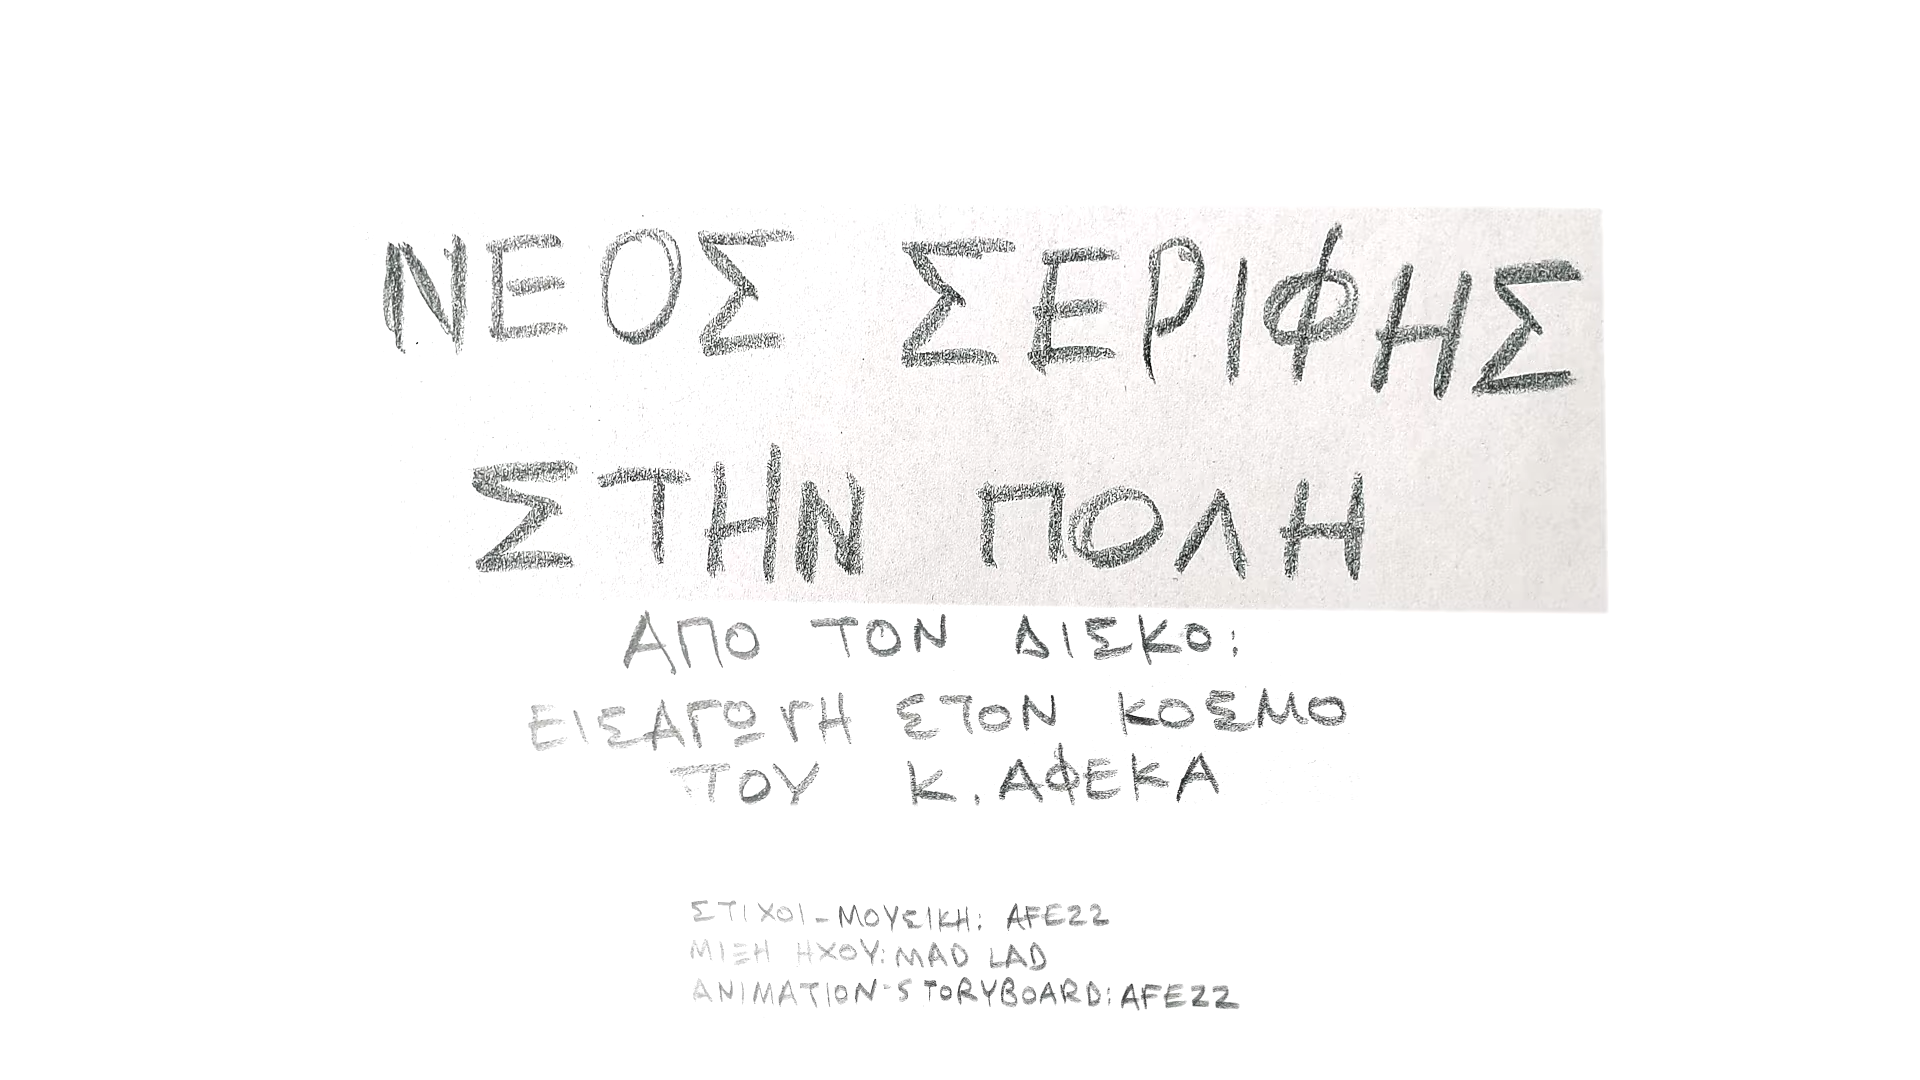 ΝΕΟΣ ΣΕΡΙΦΗΣ
ΣΤΗΝ ΠΟΛΗ
ΑΠΟ ΤΟΝ ΔΙΣΚΟ:
ΕΙΣΑΓΩΓΗ ΣΤΟΝ ΚΟΣΜΟ
ΤΟΥ Κ. ΑΦΕΚΑ
ΣΤΙΧΟΙ-ΜΟΥΣΙΚΗ: AFE22
ΜΙΞΗ ΗΧΟΥ: MAD LAD
ANIMATION-STORYBOARD: AFE22